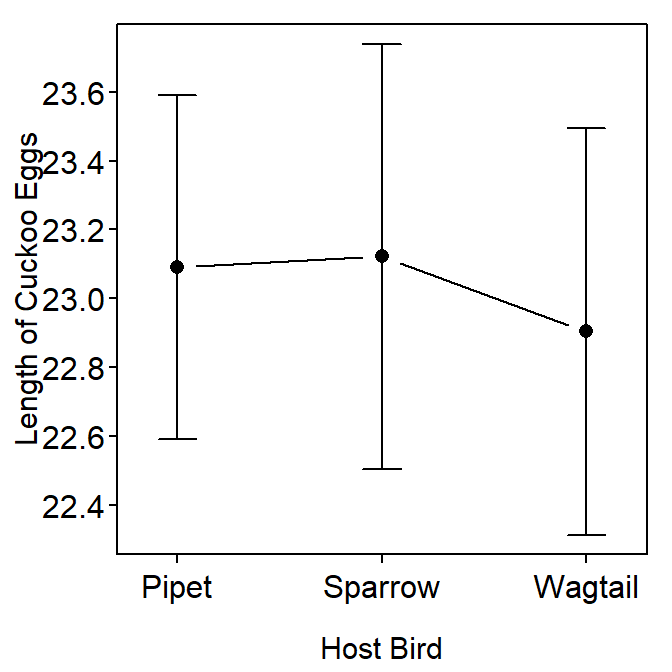 Length of Cuckoo Eggs
23.6
23.4
23.2
23.0
22.8
22.6
22.4
Pipet Sparrow Wagtail
Host Bird